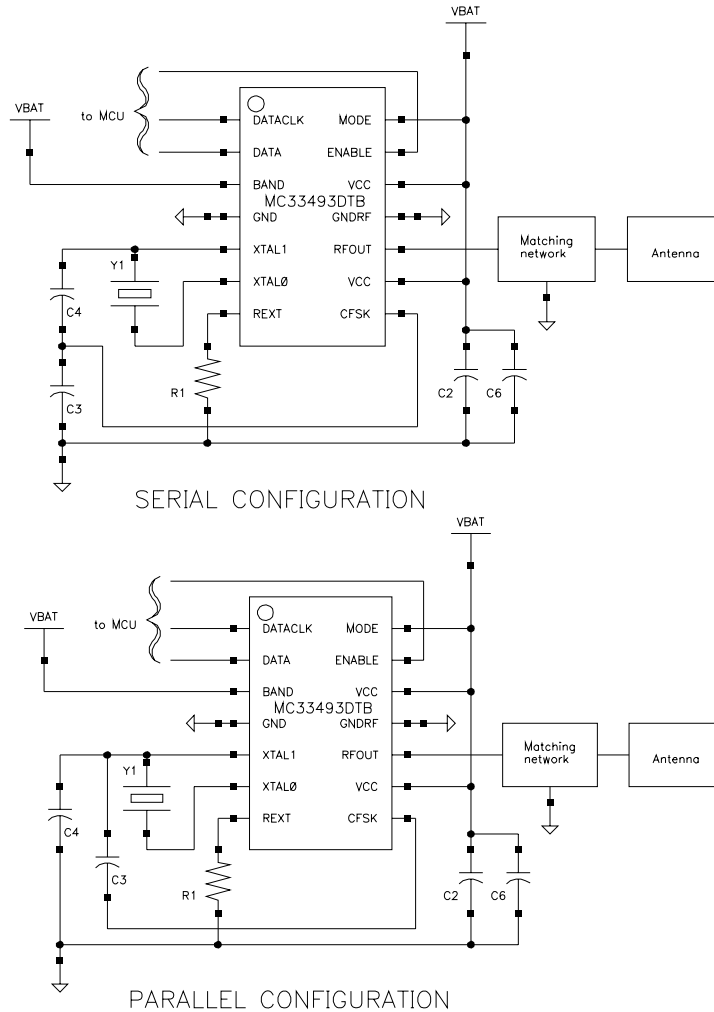 VBAT
VBAT
to MCU
DATACLK
MODE
DATA
ENABLE
BAND
VCC
MC33493DTB
GND
GNDRF
XTAL1
RFOUT
Matching
network
Antenna
Y1
XTALØ
VCC
C4
REXT
CFSK
R1
C3
C2
C6
SERIAL CONFIGURATION
VBAT
VBAT
to MCU
DATACLK
MODE
DATA
ENABLE
BAND
VCC
MC33493DTB
GND
GNDRF
XTAL1
RFOUT
Matching
network
Antenna
Y1
XTALØ
VCC
C4
REXT
CFSK
C3
R1
C2
C6
PARALLEL CONFIGURATION